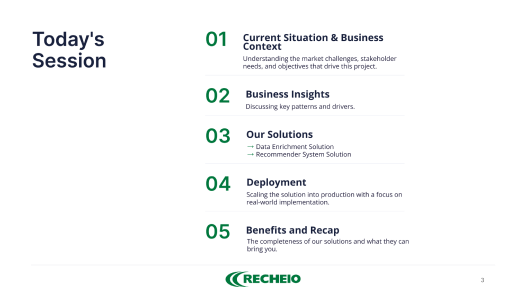 Today's
Session
01
Current Situation & Business
Context
Understanding the market challenges, stakeholder
needs, and objectives that drive this project.
02
Business Insights
Discussing key patterns and drivers.
03
Our Solutions
→ Data Enrichment Solution
→ Recommender System Solution
04
Deployment
Scaling the solution into production with a focus on
real-world implementation.
05
Benefits and Recap
The completeness of our solutions and what they can
bring you.
RECHEIO
3